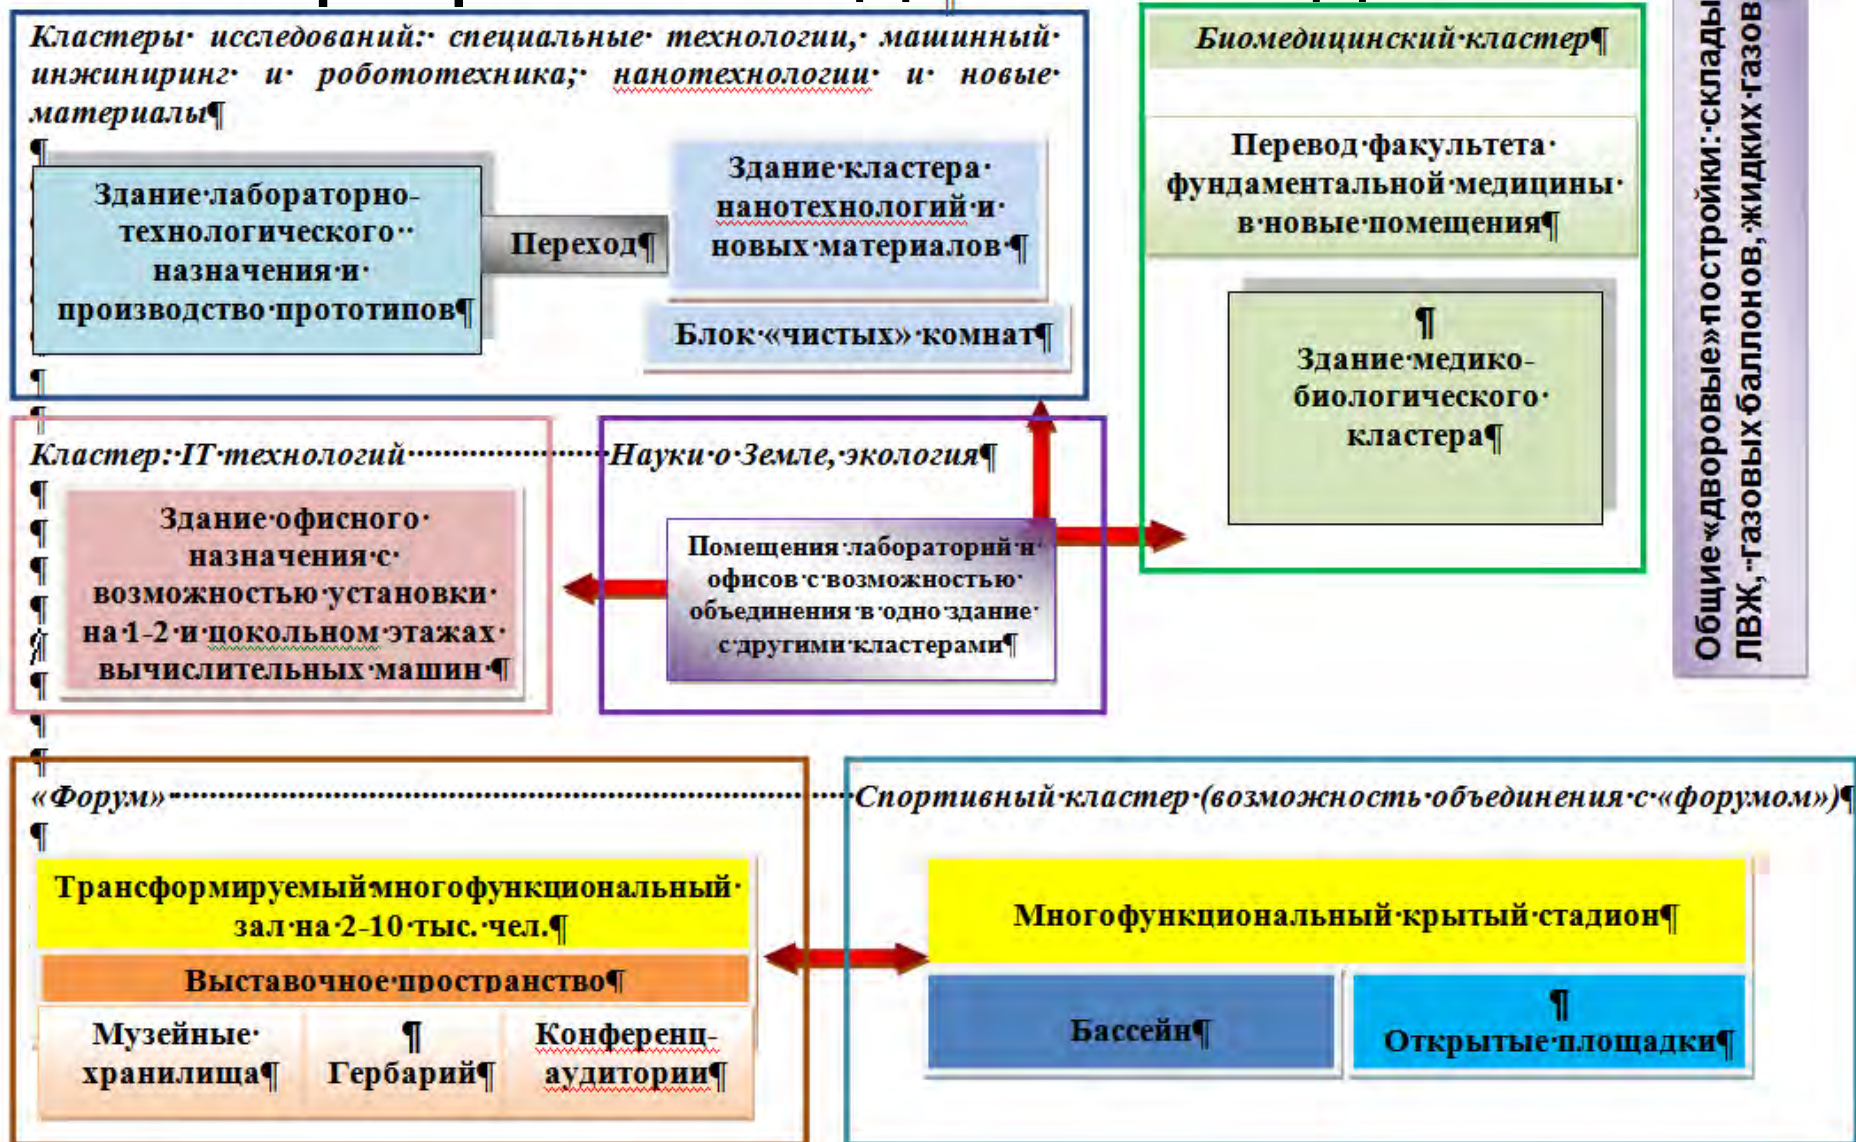 Кластеры исследований: специальные технологии, машинный
инжиниринг и робототехника; нанотехнологии и новые
материалы¶
Здание лабораторно-
технологического
назначения и
производство прототипов¶
Переход¶
Здание кластера
нанотехнологий и
новых материалов ¶
Блок «чистых» комнат¶
Биомедицинский кластер¶
Перевод факультета
фундаментальной медицины
в новые помещения¶
¶
Здание медико-
биологического
кластера¶
Общие «дворовые» постройки: склады
ЛВЖ, газовых баллонов, жидких газов
Кластер: IT технологий
Науки о Земле, экология¶
Здание офисного
назначения с
возможностью установки
на 1-2 и цокольном этажах
вычислительных машин ¶
Помещения лабораторий и
офисов с возможностью
объединения в одно здание
с другими кластерами¶
«Форум»
Спортивный кластер (возможность объединения с «форумом»)¶
Трансформируемый многофункциональный
зал на 2-10 тыс. чел.¶
Выставочное пространство¶
Музейные
хранилища¶
¶
Гербарий¶
Конференц-
аудитории¶
Многофункциональный крытый стадион¶
Бассейн¶
¶
Открытые площадки¶